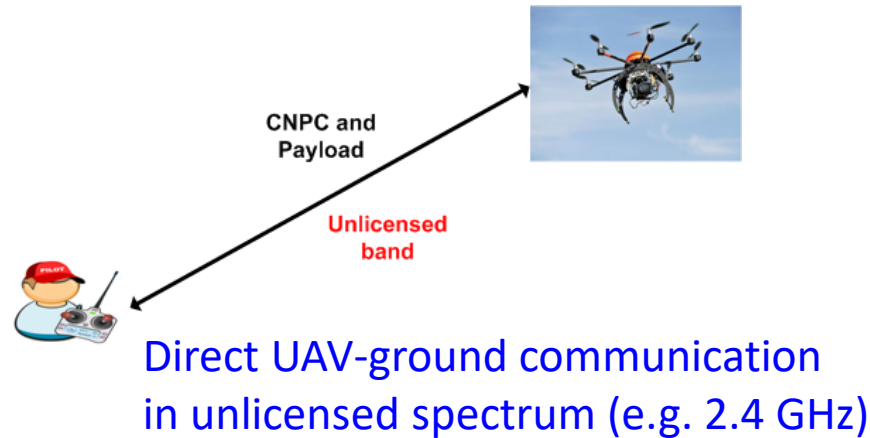 CNPC and
Payload
Unlicensed
band
PILOT
Direct UAV-ground communication
in unlicensed spectrum (e.g. 2.4 GHz)